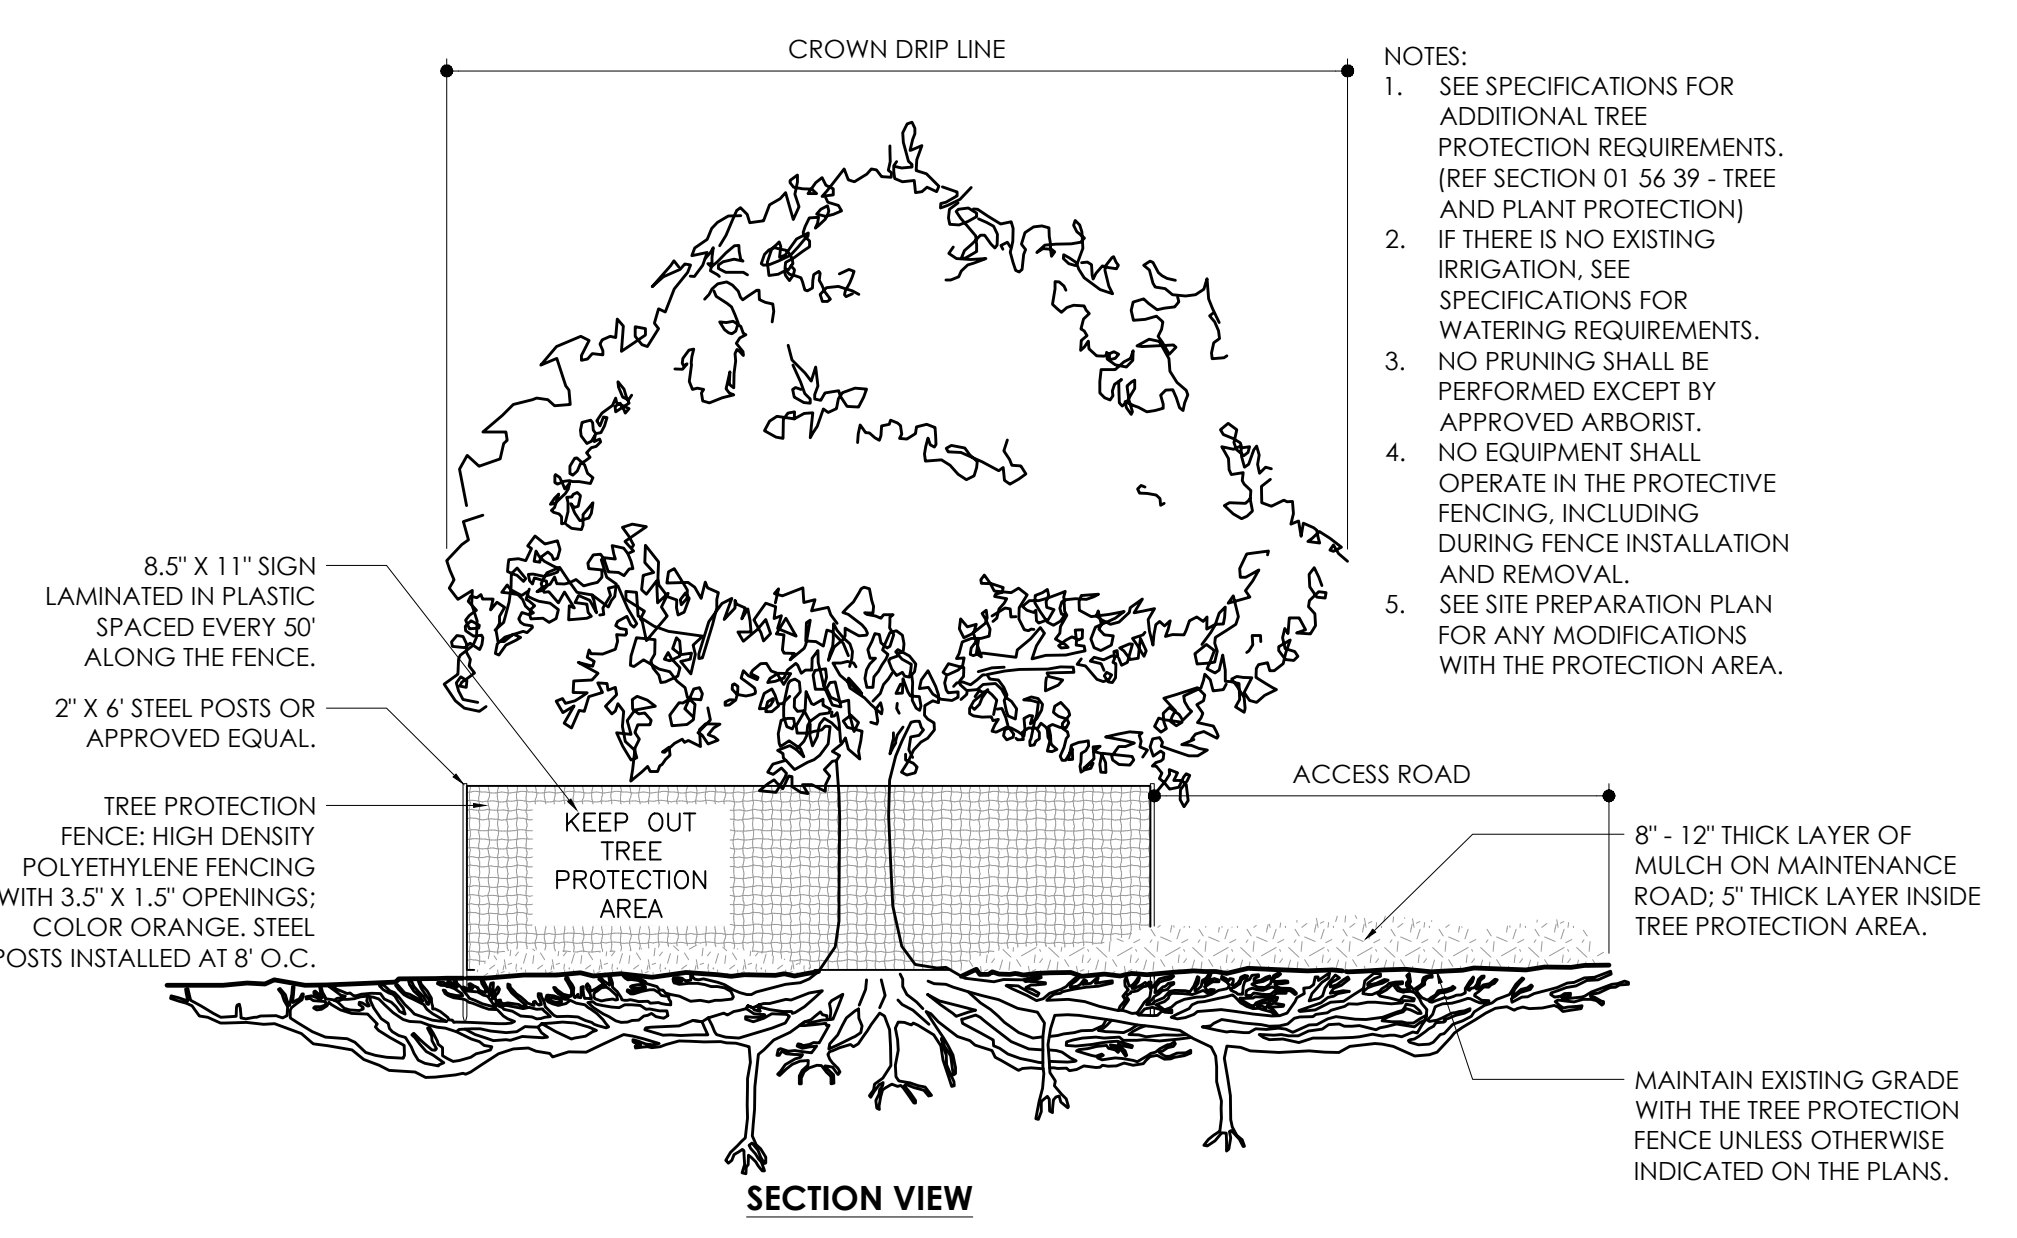 CROWN DRIP LINE
NOTES:
1. SEE SPECIFICATIONS FOR
ADDITIONAL TREE
PROTECTION REQUIREMENTS.
(REF SECTION 01 56 39 - TREE
AND PLANT PROTECTION)
2. IF THERE IS NO EXISTING
IRRIGATION, SEE
SPECIFICATIONS FOR
WATERING REQUIREMENTS.
3. NO PRUNING SHALL BE
PERFORMED EXCEPT BY
APPROVED ARBORIST.
4. NO EQUIPMENT SHALL
OPERATE IN THE PROTECTIVE
FENCING, INCLUDING
DURING FENCE INSTALLATION
AND REMOVAL.
5. SEE SITE PREPARATION PLAN
FOR ANY MODIFICATIONS
WITH THE PROTECTION AREA.
8.5" X 11" SIGN
LAMINATED IN PLASTIC
SPACED EVERY 50'
ALONG THE FENCE.
2" X 6' STEEL POSTS OR
APPROVED EQUAL.
TREE PROTECTION
FENCE: HIGH DENSITY
POLYETHYLENE FENCING
WITH 3.5" X 1.5" OPENINGS;
COLOR ORANGE. STEEL
POSTS INSTALLED AT 8' O.C.
KEEP OUT
TREE
PROTECTION
AREA
ACCESS ROAD
8" - 12" THICK LAYER OF
MULCH ON MAINTENANCE
ROAD; 5" THICK LAYER INSIDE
TREE PROTECTION AREA.
MAINTAIN EXISTING GRADE
WITH THE TREE PROTECTION
FENCE UNLESS OTHERWISE
INDICATED ON THE PLANS.
SECTION VIEW